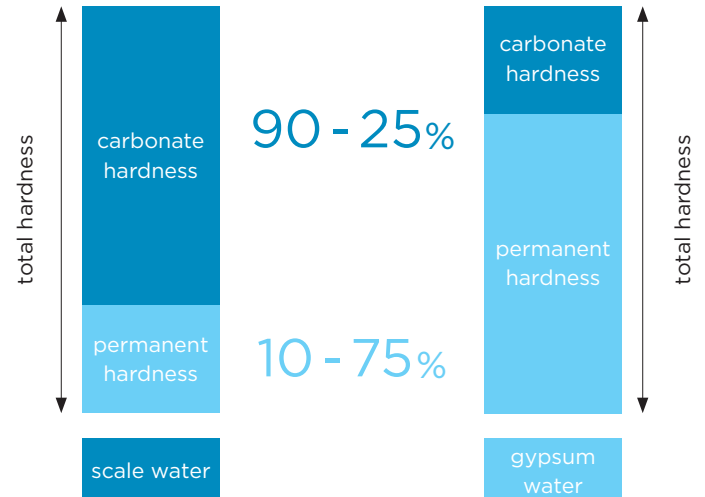 total hardness
carbonate
hardness
permanent
hardness
scale water
90 - 25%
10 - 75%
carbonate
hardness
permanent
hardness
gypsum
water
total hardness